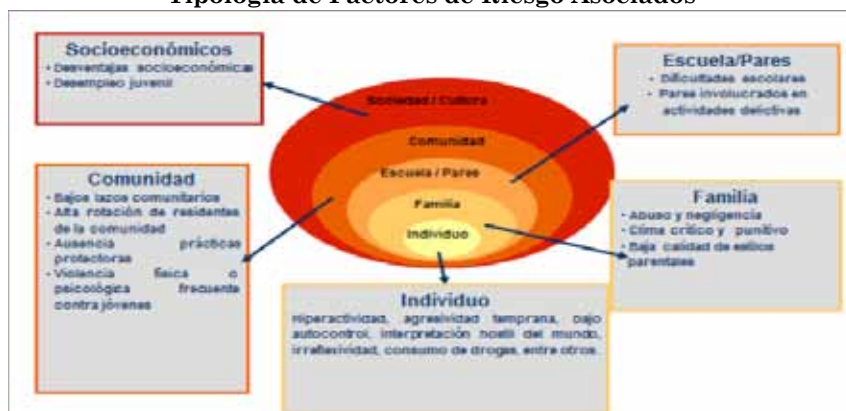 Tipología de Factores de Riesgo Asociados
Socioeconómicos
- Desventajas socioeconómicas
- Desempleo juvenil
Escuela/Pares
- Dificultades escolares
- Pares involucrados en
actividades delictivas
Sociedad / Cultura
Comunidad
Escuela / Pares
Familia
Individuo
Comunidad
- Bajos lazos comunitarios
- Alta rotación de residentes
de la comunidad
- Ausencia prácticas
protectoras
- Violencia física o
psicológica frecuente
contra jóvenes
Familia
- Abuso y negligencia
- Clima crítico y punitivo
- Baja calidad de estilos
parentales
Individuo
Hiperactividad, agresividad temprana, bajo
autocontrol, interpretación hostil del mundo,
irreflexividad, consumo de drogas, entre otros.